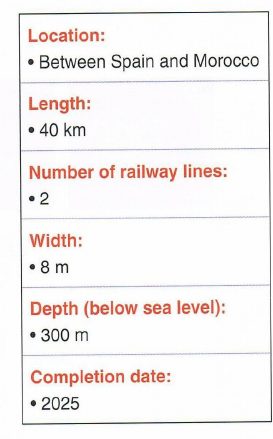 Location:
• Between Spain and Morocco
Length:
• 40 km
Number of railway lines:
• 2
Width:
• 8 m
Depth (below sea level):
• 300 m
Completion date:
• 2025